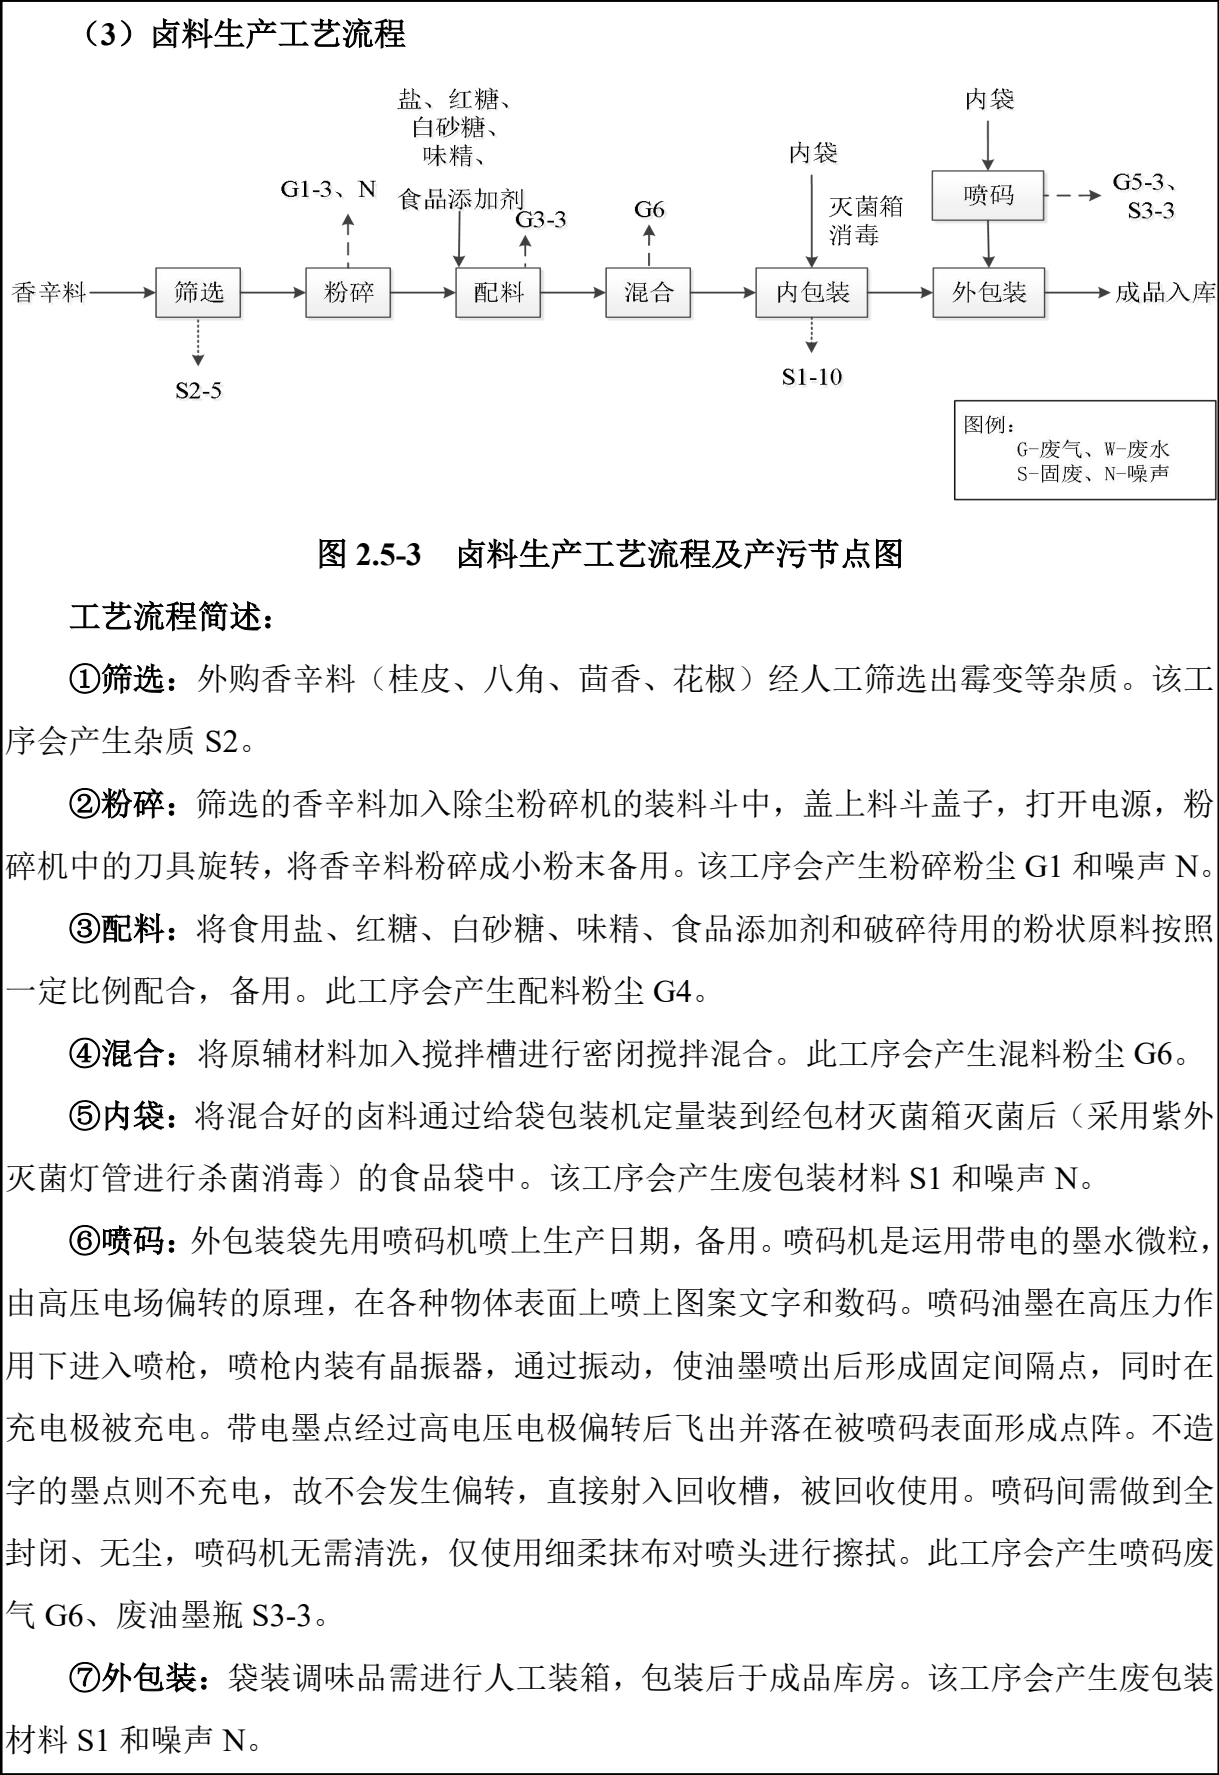 （3）卤料生产工艺流程
盐、红糖、
白砂糖、
味精、
食品添加剂
内袋
内袋
G1-3、N
G3-3
G6
灭菌箱
消毒
喷码
G5-3、
S3-3
香辛料
筛选
粉碎
配料
混合
内包装
外包装
成品入库
S2-5
S1-10
图例：
G-废气、W-废水
S-固废、N-噪声
图 2.5-3 卤料生产工艺流程及产污节点图
工艺流程简述：
①筛选：外购香辛料（桂皮、八角、茴香、花椒）经人工筛选出霉变等杂质。该工
序会产生杂质 S2。
②粉碎：筛选的香辛料加入除尘粉碎机的装料斗中，盖上料斗盖子，打开电源，粉
碎机中的刀具旋转，将香辛料粉碎成小粉末备用。该工序会产生粉碎粉尘 G1 和噪声 N。
③配料：将食用盐、红糖、白砂糖、味精、食品添加剂和破碎待用的粉状原料按照
一定比例配合，备用。此工序会产生配料粉尘 G4。
④混合：将原辅材料加入搅拌槽进行密闭搅拌混合。此工序会产生混料粉尘 G6。
⑤内袋：将混合好的卤料通过给袋包装机定量装到经包材灭菌箱灭菌后（采用紫外
灭菌灯管进行杀菌消毒）的食品袋中。该工序会产生废包装材料 S1 和噪声 N。
⑥喷码：外包装袋先用喷码机喷上生产日期，备用。喷码机是运用带电的墨水微粒，
由高压电场偏转的原理，在各种物体表面上喷上图案文字和数码。喷码油墨在高压力作
用下进入喷枪，喷枪内装有晶振器，通过振动，使油墨喷出后形成固定间隔点，同时在
充电极被充电。带电墨点经过高电压电极偏转后飞出并落在被喷码表面形成点阵。不造
字的墨点则不充电，故不会发生偏转，直接射入回收槽，被回收使用。喷码间需做到全
封闭、无尘，喷码机无需清洗，仅使用细柔抹布对喷头进行擦拭。此工序会产生喷码废
气 G6、废油墨瓶 S3-3。
⑦外包装：袋装调味品需进行人工装箱，包装后于成品库房。该工序会产生废包装
材料 S1 和噪声 N。